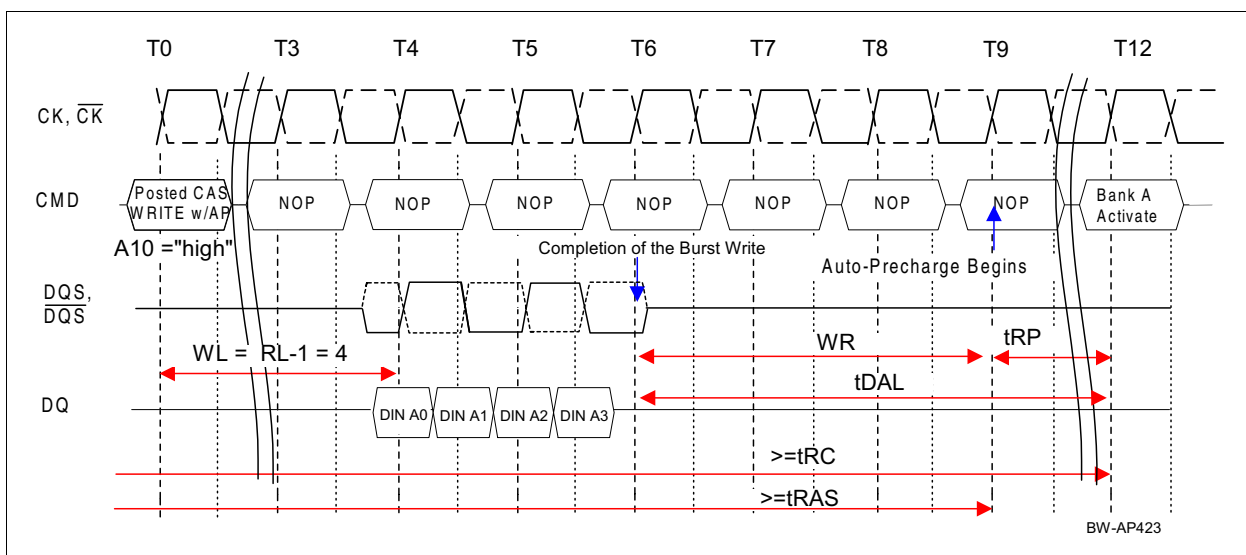 T0 T3 T4 T5 T6 T7 T8 T9 T12
CK, CK
CMD
Posted CAS
WRITE w/AP
NOP NOP NOP NOP NOP NOP NOP
Bank A
Activate
A10 ="high"
Completion of the Burst Write
Auto-Precharge Begins
DQS,
DQS
WL = RL-1 = 4
WR
tRP
tDAL
DQ
DIN A0 DIN A1 DIN A2 DIN A3
>=tRC
>=tRAS
BW-AP423